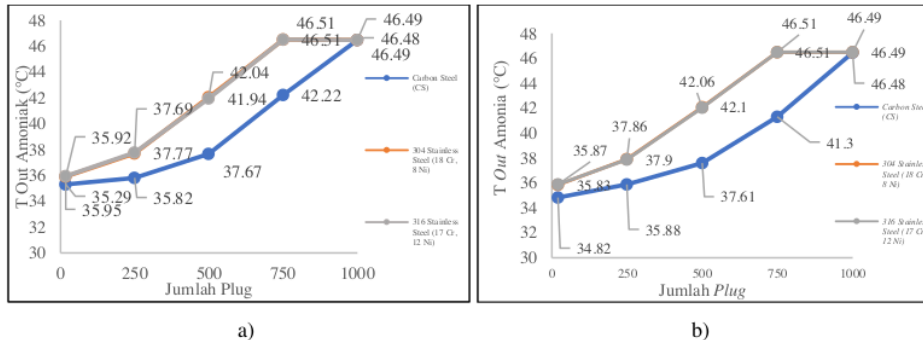 46.51
46.49
48
46
44
42
40
38
36
34
32
30
T Out Amoniak (°C)
46.51
46.48
46.49
42.04
41.94
42.22
37.69
37.77
37.67
35.92
35.29
35.95
35.82
Carbon Steel
(CS)
304 Stainless
Steel (18 Cr,
8 Ni)
316 Stainless
Steel (17 Cr,
12 Ni)
0
250
500
750
1000
Jumlah Plug
a)
46.51
46.49
48
46
44
42
40
38
36
34
32
30
T Out Amonia (°C)
46.51
46.49
46.48
42.06
42.1
41.3
37.86
37.9
37.61
35.87
35.83
35.88
34.82
Carbon Steel
(CS)
304 Stainless
Steel (18 Cr,
8 Ni)
316 Stainless
Steel (17 Cr,
12 Ni)
0
250
500
750
1000
Jumlah Plug
b)